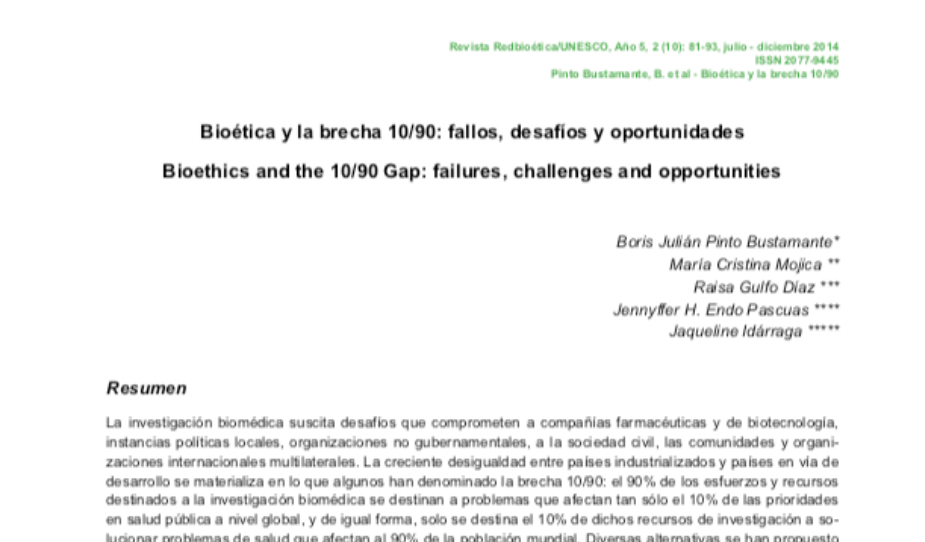 Revista Redbioética/UNESCO, Año 5, 2 (10): 81-93, julio - diciembre 2014
ISSN 2077-9445
Pinto Bustamante, B. et al - Bioética y la brecha 10/90
Bioética y la brecha 10/90: fallos, desafíos y oportunidades
Bioethics and the 10/90 Gap: failures, challenges and opportunities
Boris Julián Pinto Bustamante*
María Cristina Mojica **
Raisa Gulfo Díaz ***
Jennyffer H. Endo Pascuas ****
Jaqueline Idárraga *****
Resumen
La investigación biomédica suscita desafíos que comprometen a compañías farmacéuticas y de biotecnología,
instancias políticas locales, organizaciones no gubernamentales, a la sociedad civil, las comunidades y organi-
zaciones internacionales multilaterales. La creciente desigualdad entre países industrializados y países en vía de
desarrollo se materializa en lo que algunos han denominado la brecha 10/90: el 90% de los esfuerzos y recursos
destinados a la investigación biomédica se destinan a problemas que afectan tan sólo el 10% de las prioridades
en salud pública a nivel global, y de igual forma, solo se destina el 10% de dichos recursos de investigación a so-
lucionar problemas de salud que afectan al 90% de la población mundial. Diversas alternativas se han propuesto